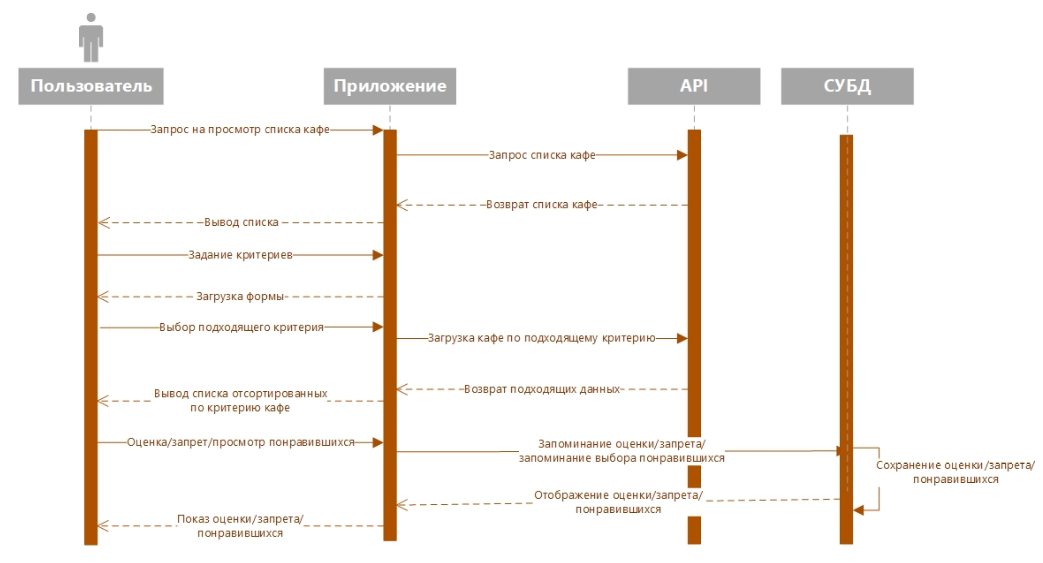 Пользователь
Приложение
API
СУБД
Запрос на просмотр списка кафе
Запрос списка кафе
Возврат списка кафе
Вывод списка
Задание критериев
Загрузка формы
Выбор подходящего критерия
Загрузка кафе по подходящему критерию
Возврат подходящих данных
Вывод списка отсортированных
по критерию кафе
Оценка/запрет/просмотр понравившихся
Запоминание оценки/запрета/
запоминание выбора понравившихся
Сохранение оценки/запрета/
понравившихся
Отображение оценки/запрета/
понравившихся
Показ оценки/запрета/
понравившихся